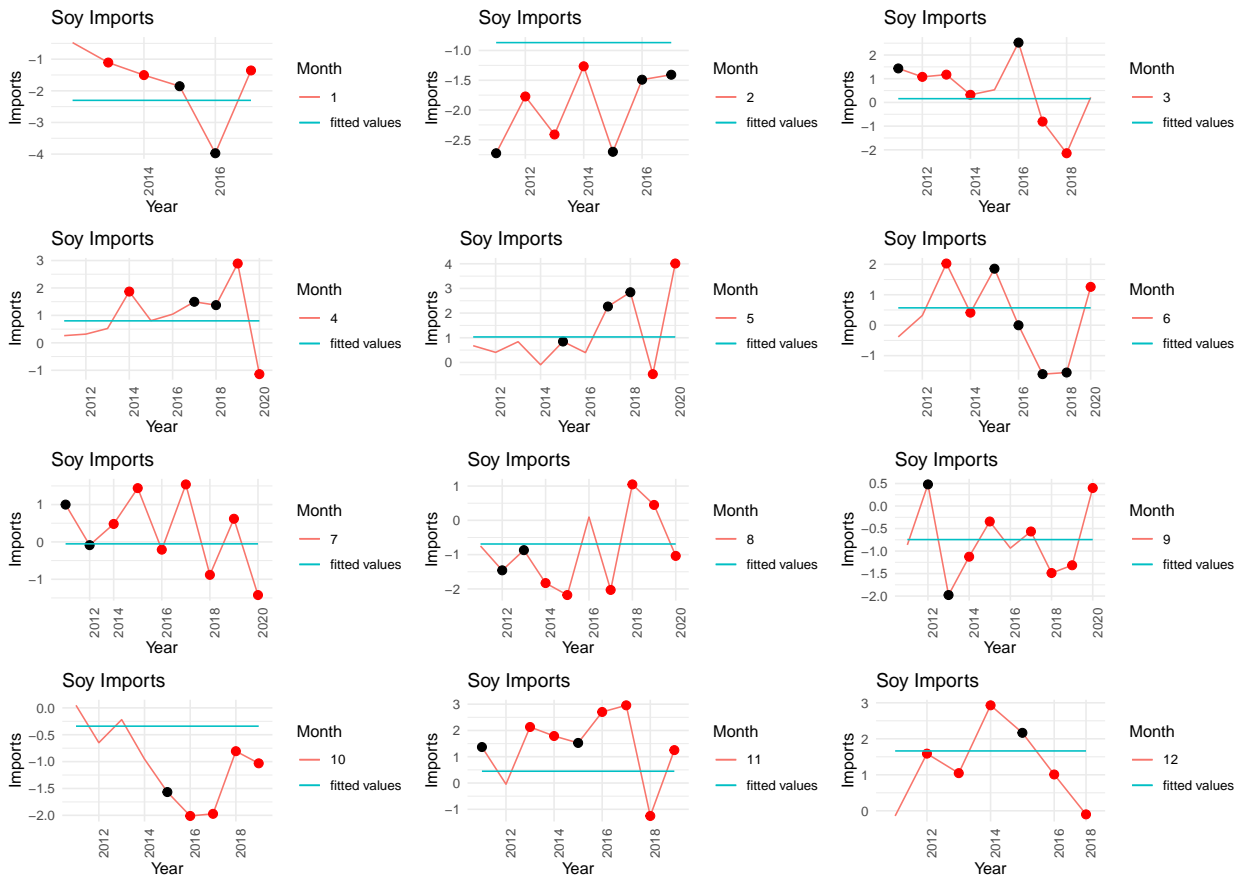 Soy Imports
Imports
−1
−2
−3
−4
2014
2016
Year
Month
1
fitted values
Soy Imports
Imports
−1.0
−1.5
−2.0
−2.5
2012
2014
2016
Year
Month
2
fitted values
Soy Imports
Imports
2
1
0
−1
−2
2012
2014
2016
2018
Year
Month
3
fitted values
Soy Imports
Imports
3
2
1
0
−1
2012
2014
2016
2018
2020
Year
Month
4
fitted values
Soy Imports
Imports
4
3
2
1
0
2012
2014
2016
2018
2020
Year
Month
5
fitted values
Soy Imports
Imports
2
1
0
−1
2012
2014
2016
2018
2020
Year
Month
6
fitted values
Soy Imports
Imports
1
0
−1
2012
2014
2016
2018
2020
Year
Month
7
fitted values
Soy Imports
Imports
1
0
−1
−2
2012
2014
2016
2018
2020
Year
Month
8
fitted values
Soy Imports
Imports
0.5
0.0
−0.5
−1.0
−1.5
−2.0
2012
2014
2016
2018
2020
Year
Month
9
fitted values
Soy Imports
Imports
0.0
−0.5
−1.0
−1.5
−2.0
2012
2014
2016
2018
Year
Month
10
fitted values
Soy Imports
Imports
3
2
1
0
−1
2012
2014
2016
2018
Year
Month
11
fitted values
Soy Imports
Imports
3
2
1
0
2012
2014
2016
2018
Year
Month
12
fitted values